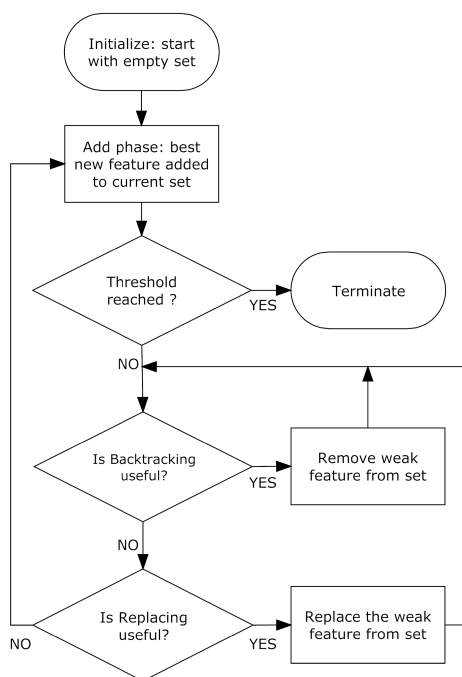 Initialize: start
with empty set
Add phase: best
new feature added
to current set
Threshold
reached ?
YES
Terminate
NO
Is Backtracking
useful?
YES
Remove weak
feature from set
NO
Is Replacing
useful?
YES
Replace the weak
feature from set
NO